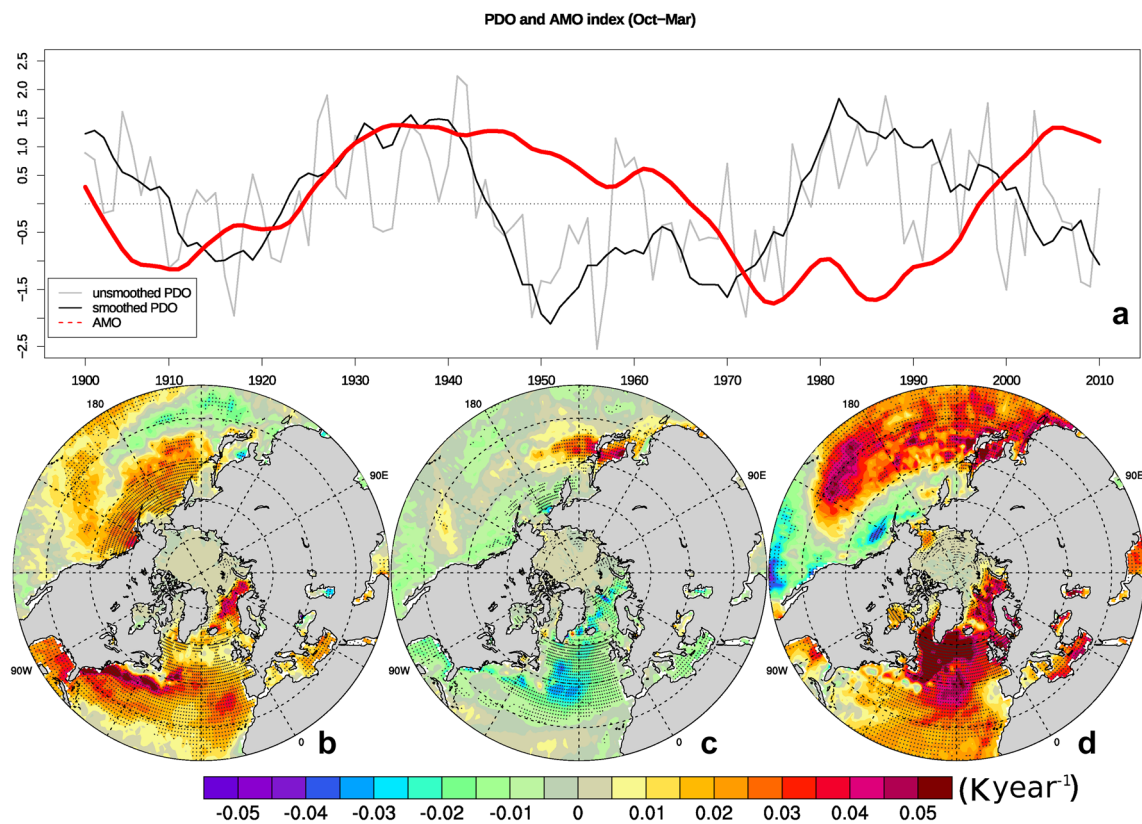 PDO and AMO index (Oct−Mar)
2.5
1.5
1.0
0.5
−0.5
−1.5
−2.5
unsmoothed PDO
smoothed PDO
AMO
a
1900 1910 1920 1930 1940 1950 1960 1970 1980 1990 2000 2010
180 180 180
90E 90E 90E
90W 90W 90W
0 0 0
b c d
-0.05 -0.04 -0.03 -0.02 -0.01 0 0.01 0.02 0.03 0.04 0.05 (Kyear-1)